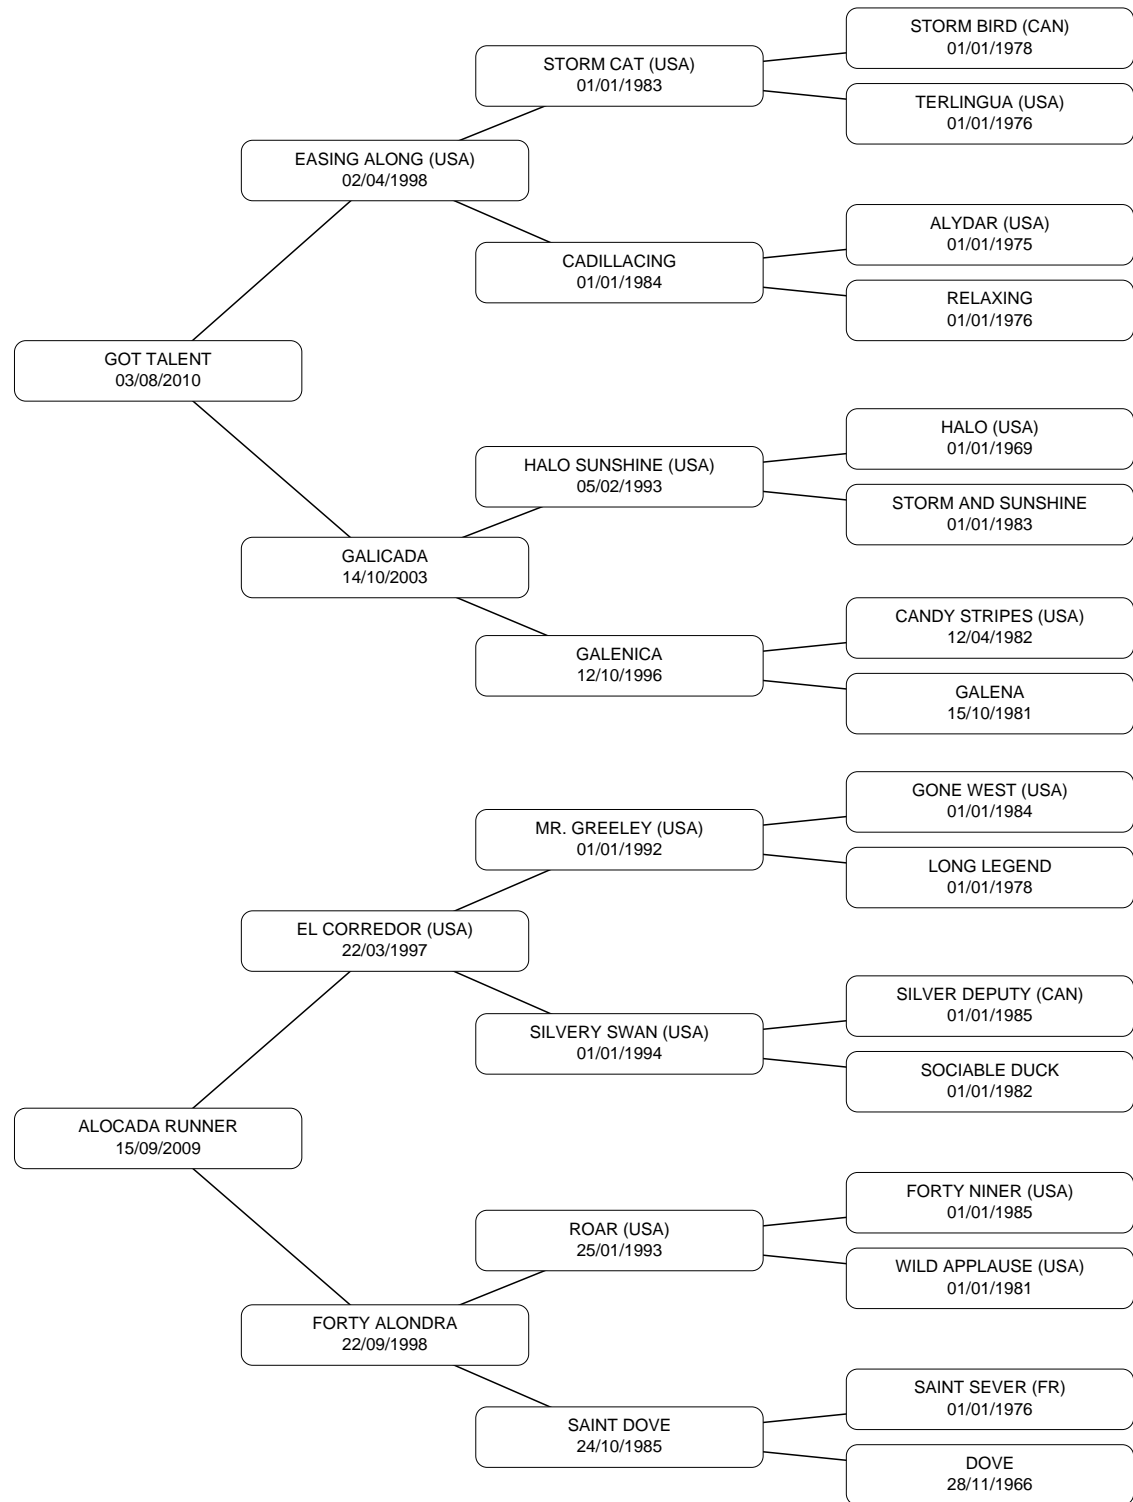 STORM BIRD (CAN)
01/01/1978
STORM CAT (USA)
01/01/1983
TERLINGUA (USA)
01/01/1976
EASING ALONG (USA)
02/04/1998
ALYDAR (USA)
01/01/1975
CADILLACING
01/01/1984
RELAXING
01/01/1976
GOT TALENT
03/08/2010
HALO (USA)
01/01/1969
HALO SUNSHINE (USA)
05/02/1993
STORM AND SUNSHINE
01/01/1983
GALICADA
14/10/2003
CANDY STRIPES (USA)
12/04/1982
GALENICA
12/10/1996
GALENA
15/10/1981
GONE WEST (USA)
01/01/1984
MR. GREELEY (USA)
01/01/1992
LONG LEGEND
01/01/1978
EL CORREDOR (USA)
22/03/1997
SILVER DEPUTY (CAN)
01/01/1985
SILVERY SWAN (USA)
01/01/1994
SOCIABLE DUCK
01/01/1982
ALOCADA RUNNER
15/09/2009
FORTY NINER (USA)
01/01/1985
ROAR (USA)
25/01/1993
WILD APPLAUSE (USA)
01/01/1981
FORTY ALONDRA
22/09/1998
SAINT SEVER (FR)
01/01/1976
SAINT DOVE
24/10/1985
DOVE
28/11/1966